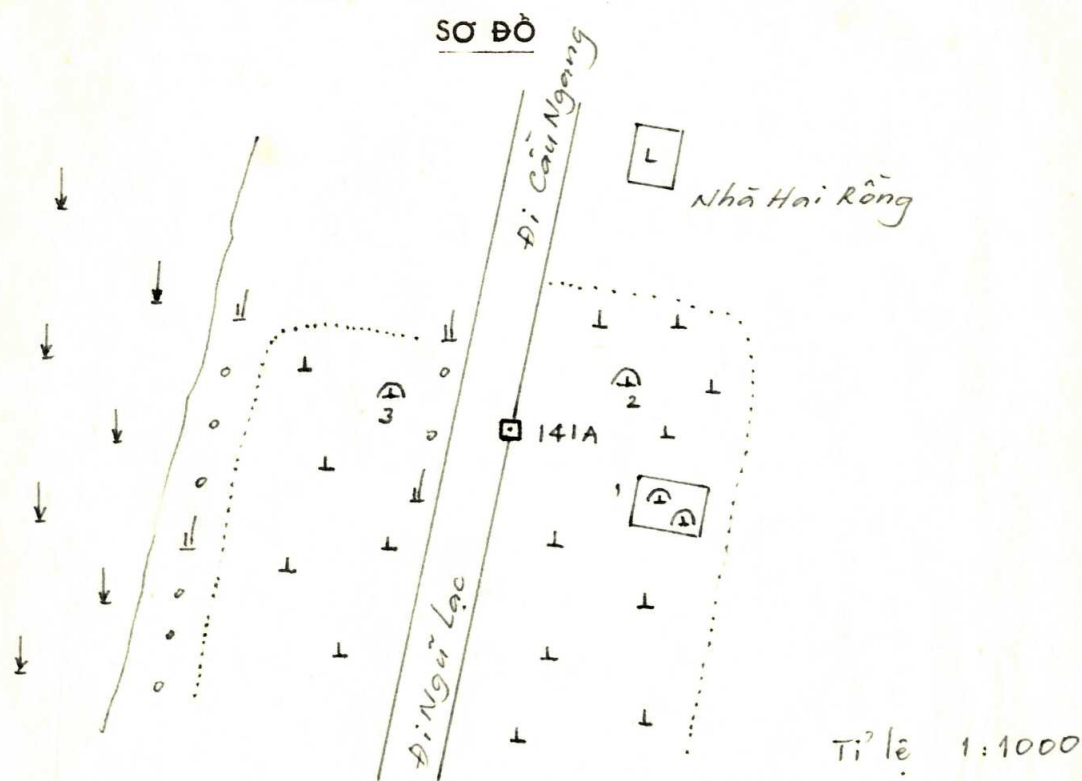 SƠ ĐỒ
Đi Cầu Ngang
L
Nhà Hai Rồng
3
2
141A
1
Đi Ngũ Lạc
Tỉ lệ 1:1000